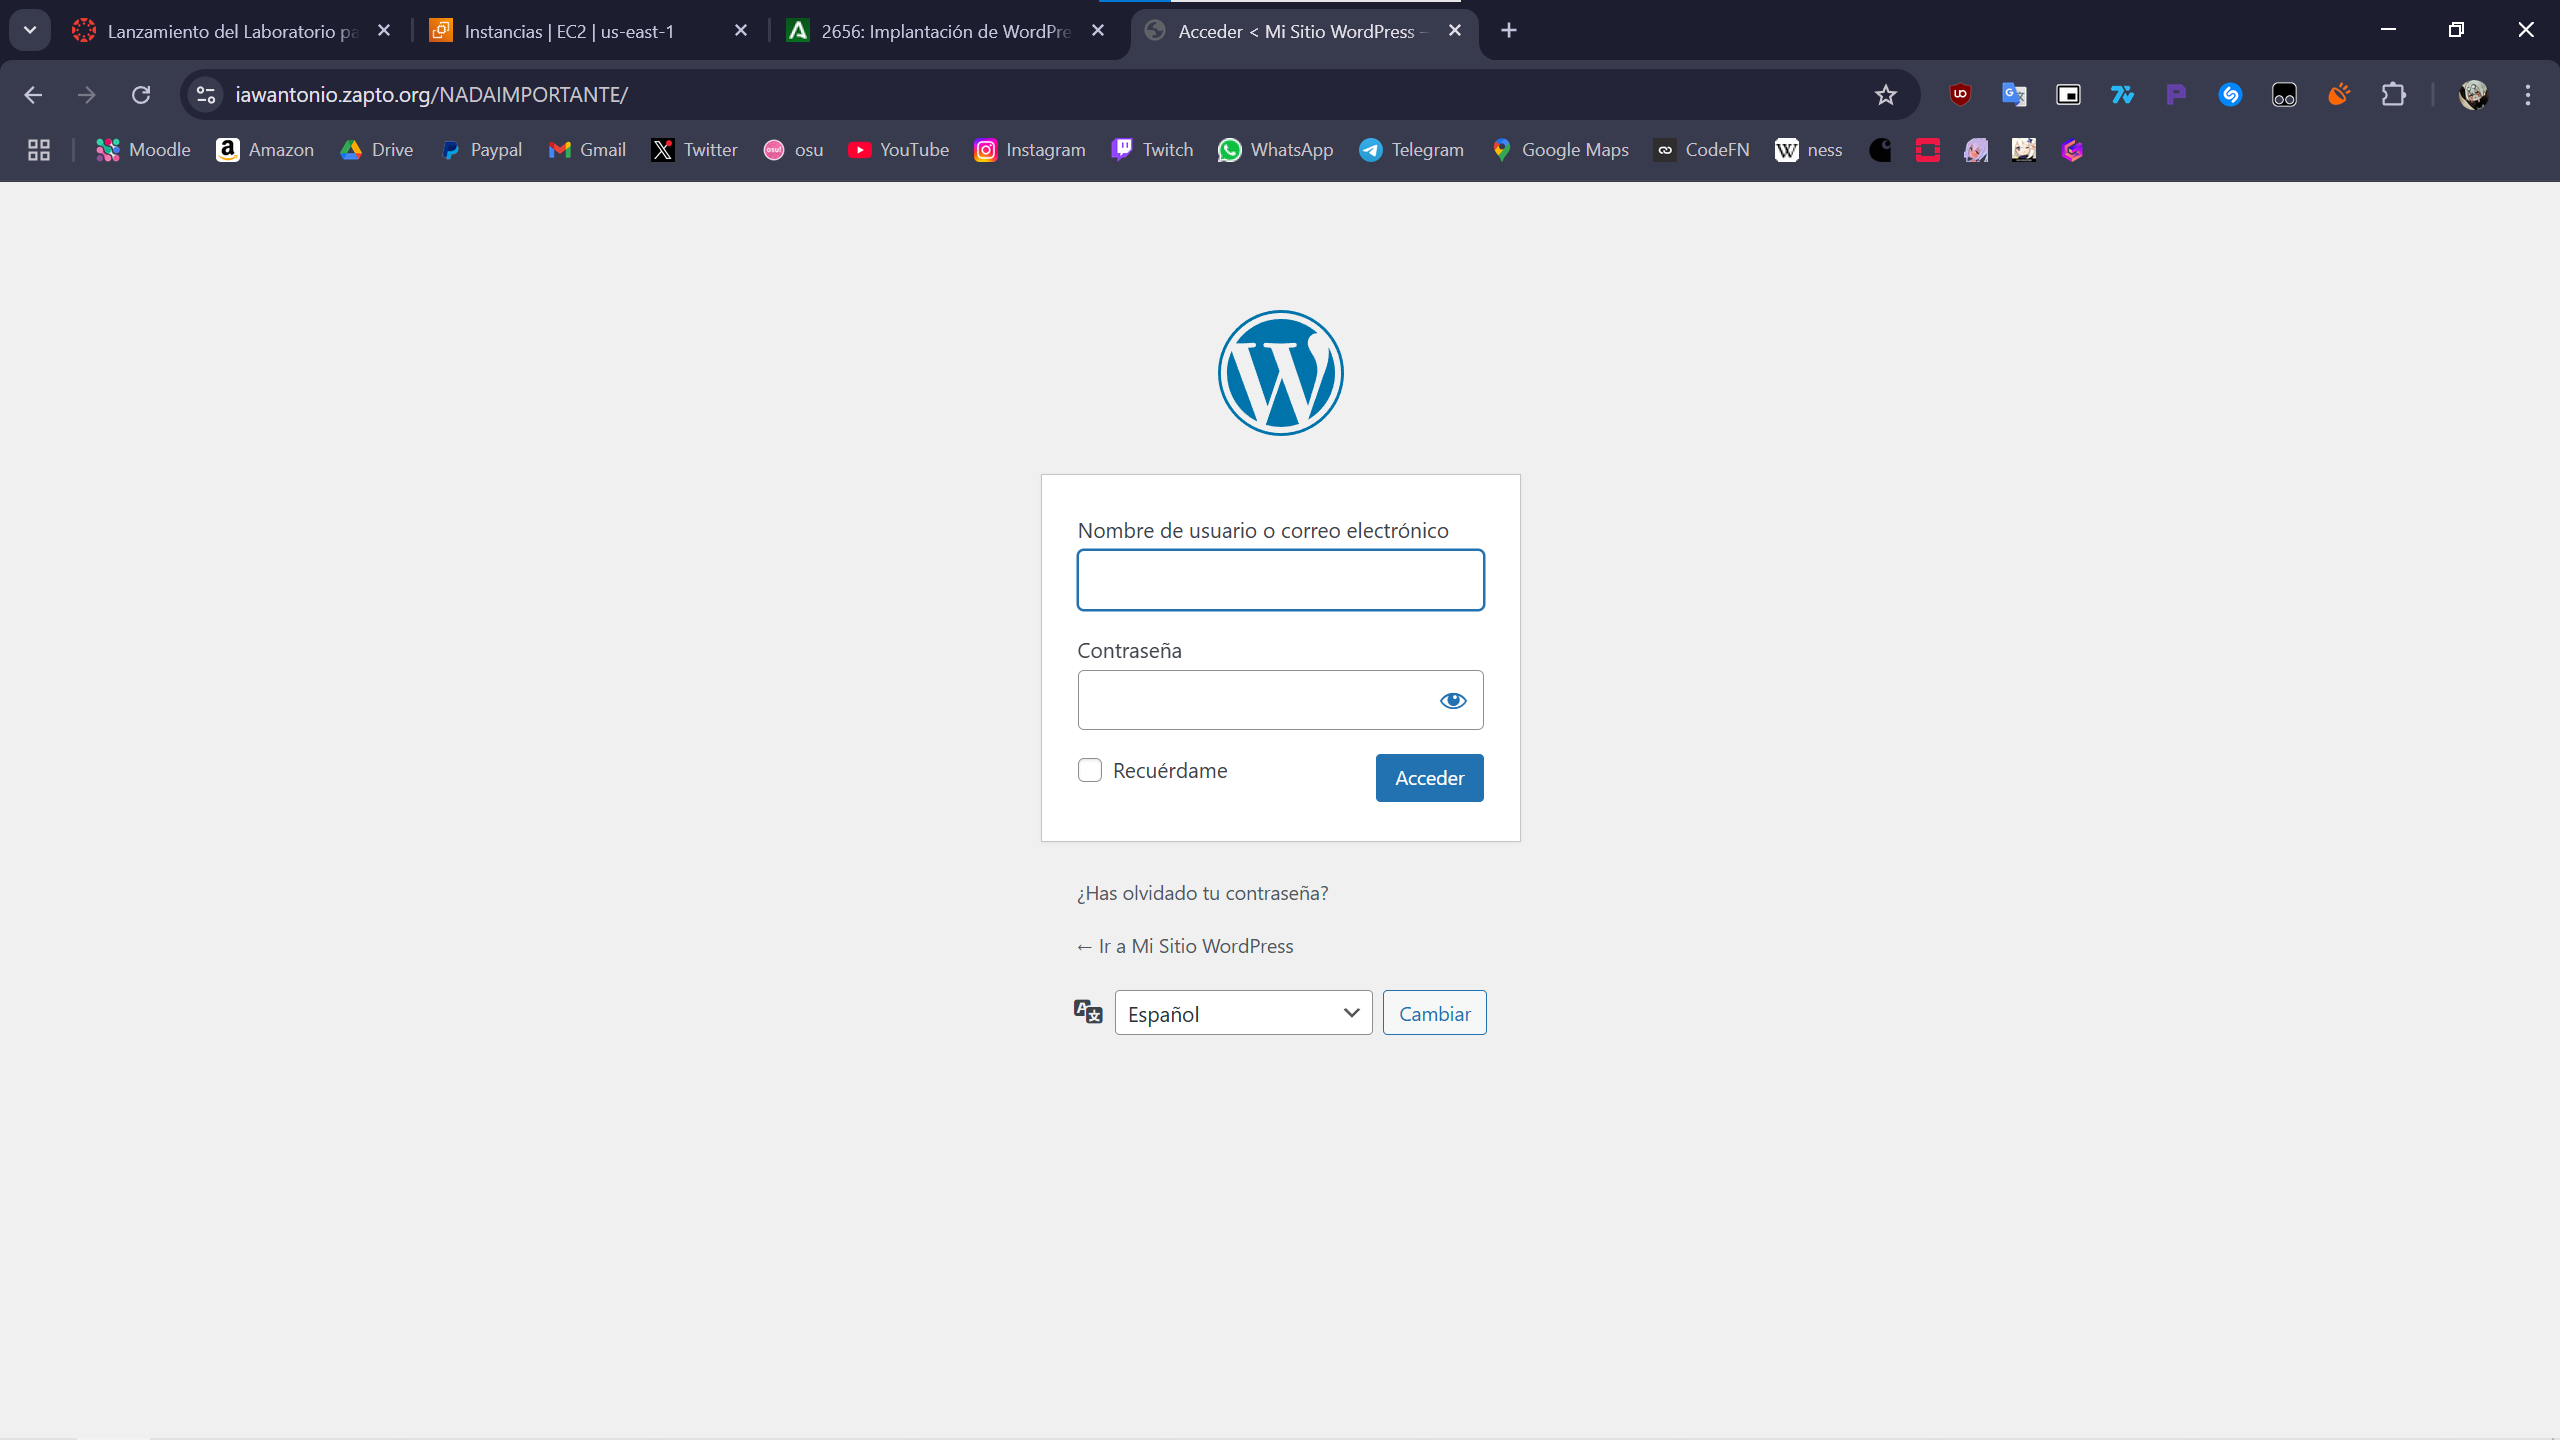 Lanzamiento del Laboratorio pa
Instancias | EC2 | us-east-1
2656: Implantación de WordPre
Acceder < Mi Sitio WordPress –
iawantonio.zapto.org/NADAIMPORTANTE/
Moodle
Amazon
Drive
Paypal
Gmail
Twitter
osu
YouTube
Instagram
Twitch
WhatsApp
Telegram
Google Maps
CodeFN
ness
Nombre de usuario o correo electrónico
Contraseña
Recuérdame
Acceder
¿Has olvidado tu contraseña?
← Ir a Mi Sitio WordPress
Español
Cambiar